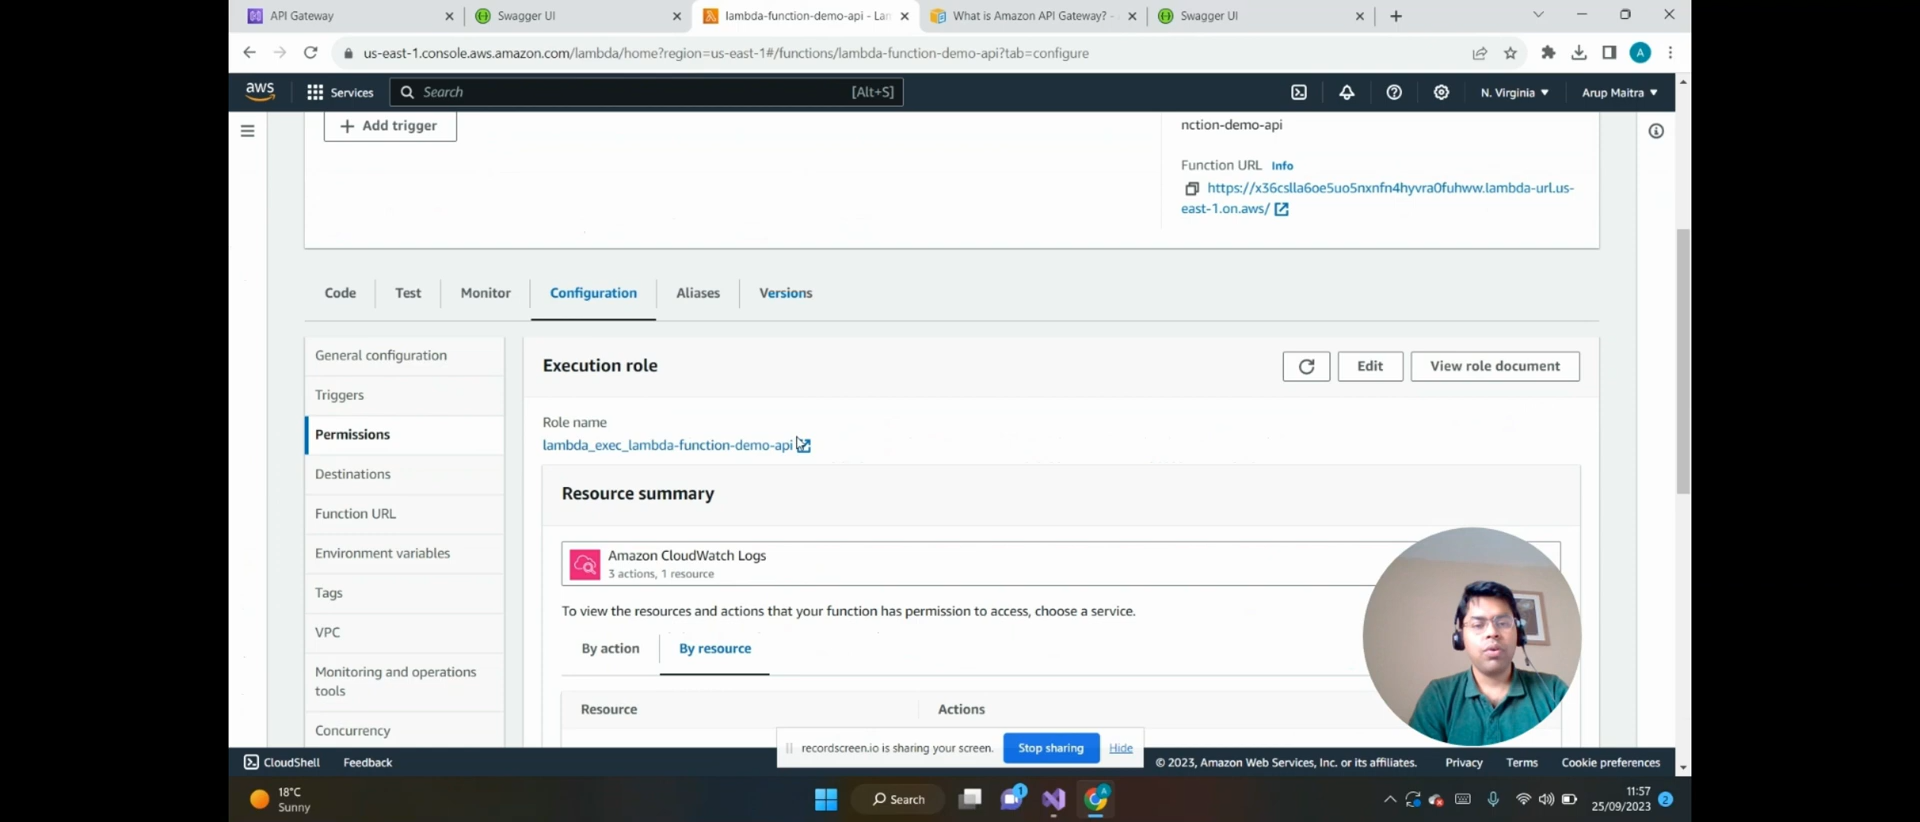 API Gateway
Swagger UI
lambda-function-demo-api - Lam
What is Amazon API Gateway? -
Swagger UI
us-east-1.console.aws.amazon.com/lambda/home?region=us-east-1#/functions/lambda-function-demo-api?tab=configure
A
aws
Services
Search
[Alt+S]
N. Virginia
Arup Maitra
+ Add trigger
nction-demo-api
Function URL Info
https://x36cslla6oe5uo5nxnfn4hyvra0fuhww.lambda-url.us-
east-1.on.aws/
Code
Test
Monitor
Configuration
Aliases
Versions
General configuration
Triggers
Permissions
Destinations
Function URL
Environment variables
Tags
VPC
Monitoring and operations
tools
Concurrency
Execution role
Edit
View role document
Role name
lambda_exec_lambda-function-demo-api
Resource summary
Amazon CloudWatch Logs
3 actions, 1 resource
To view the resources and actions that your function has permission to access, choose a service.
By action
By resource
Resource
Actions
recordscreen.io is sharing your screen.
Stop sharing
Hide
CloudShell
Feedback
© 2023, Amazon Web Services, Inc. or its affiliates.
Privacy
Terms
Cookie preferences
18°C
Sunny
Search
1
A
11:57
25/09/2023
2